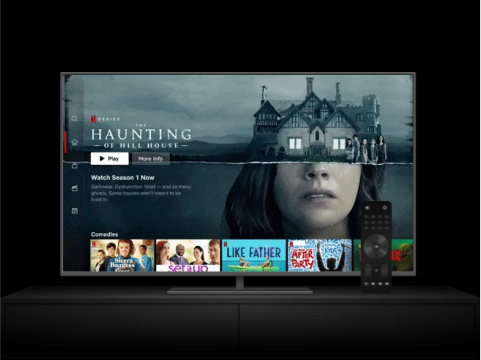 N SERIES
THE
HAUNTING
OF HILL HOUSE
Play
More Info
Watch Season 1 Now
Darkness. Dysfunction. Grief — and so many
ghosts. Some houses aren't meant to be
lived in.
Comedies
Sierra
Burgess
set it up
LIKE FATHER
THE
AFTER
PARTY